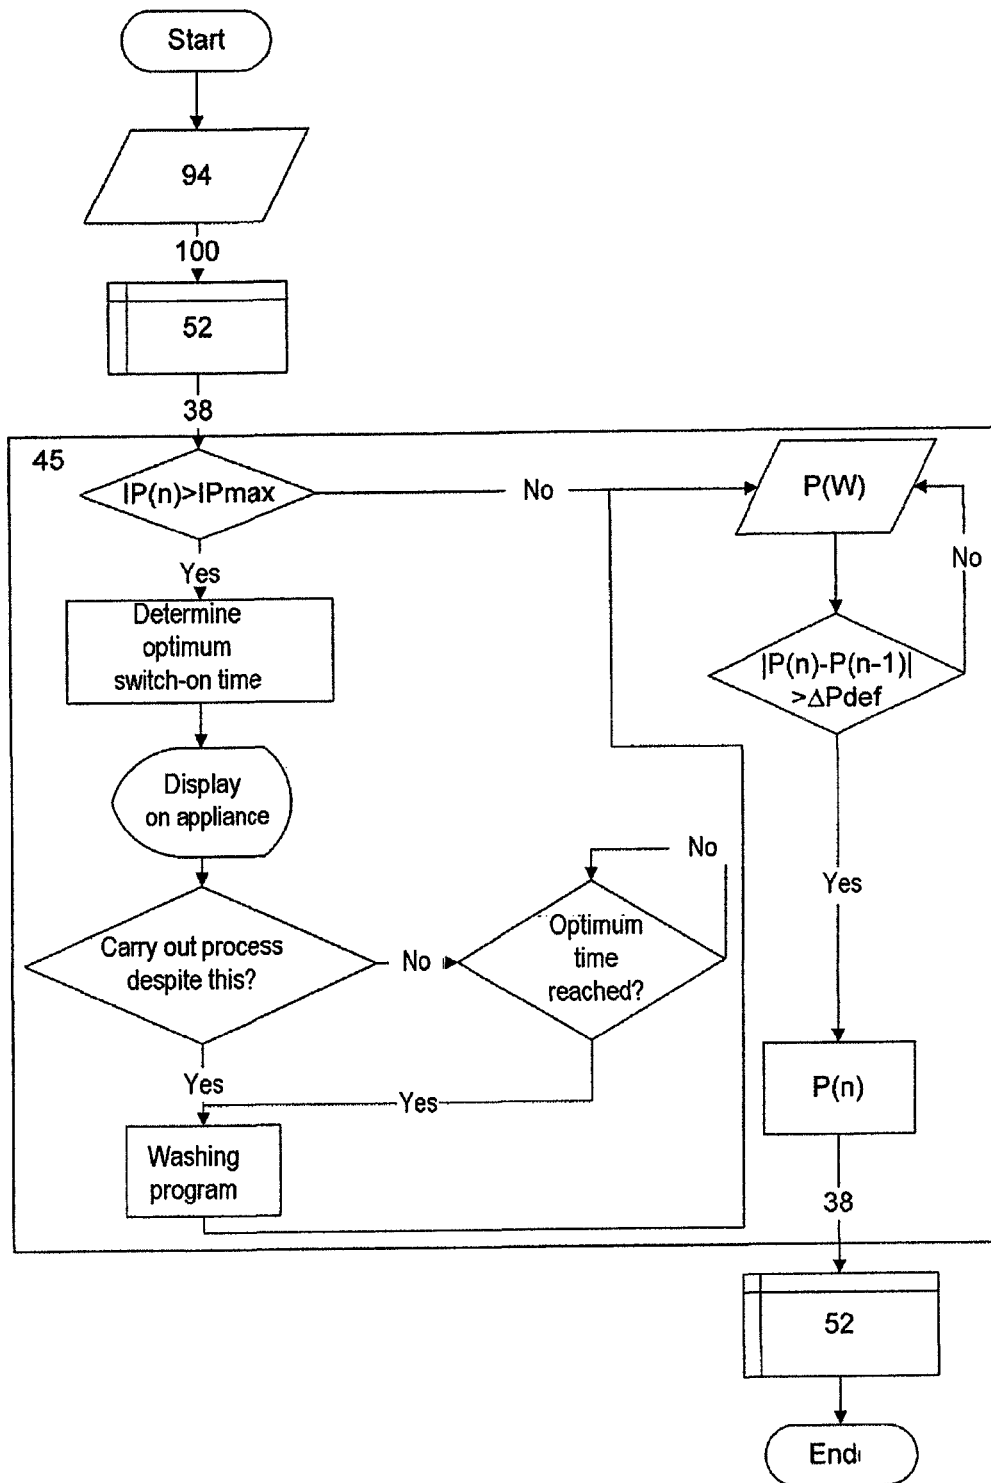 Start
94
100
52
38
45
IP(n)>IPmax
No
P(W)
No
Yes
Determine
optimum
switch-on time
|P(n)-P(n-1)|
>ΔPdef
Display
on appliance
No
Yes
Carry out process
despite this?
No
Optimum
time
reached?
Yes
Yes
P(n)
Washing
program
38
52
End